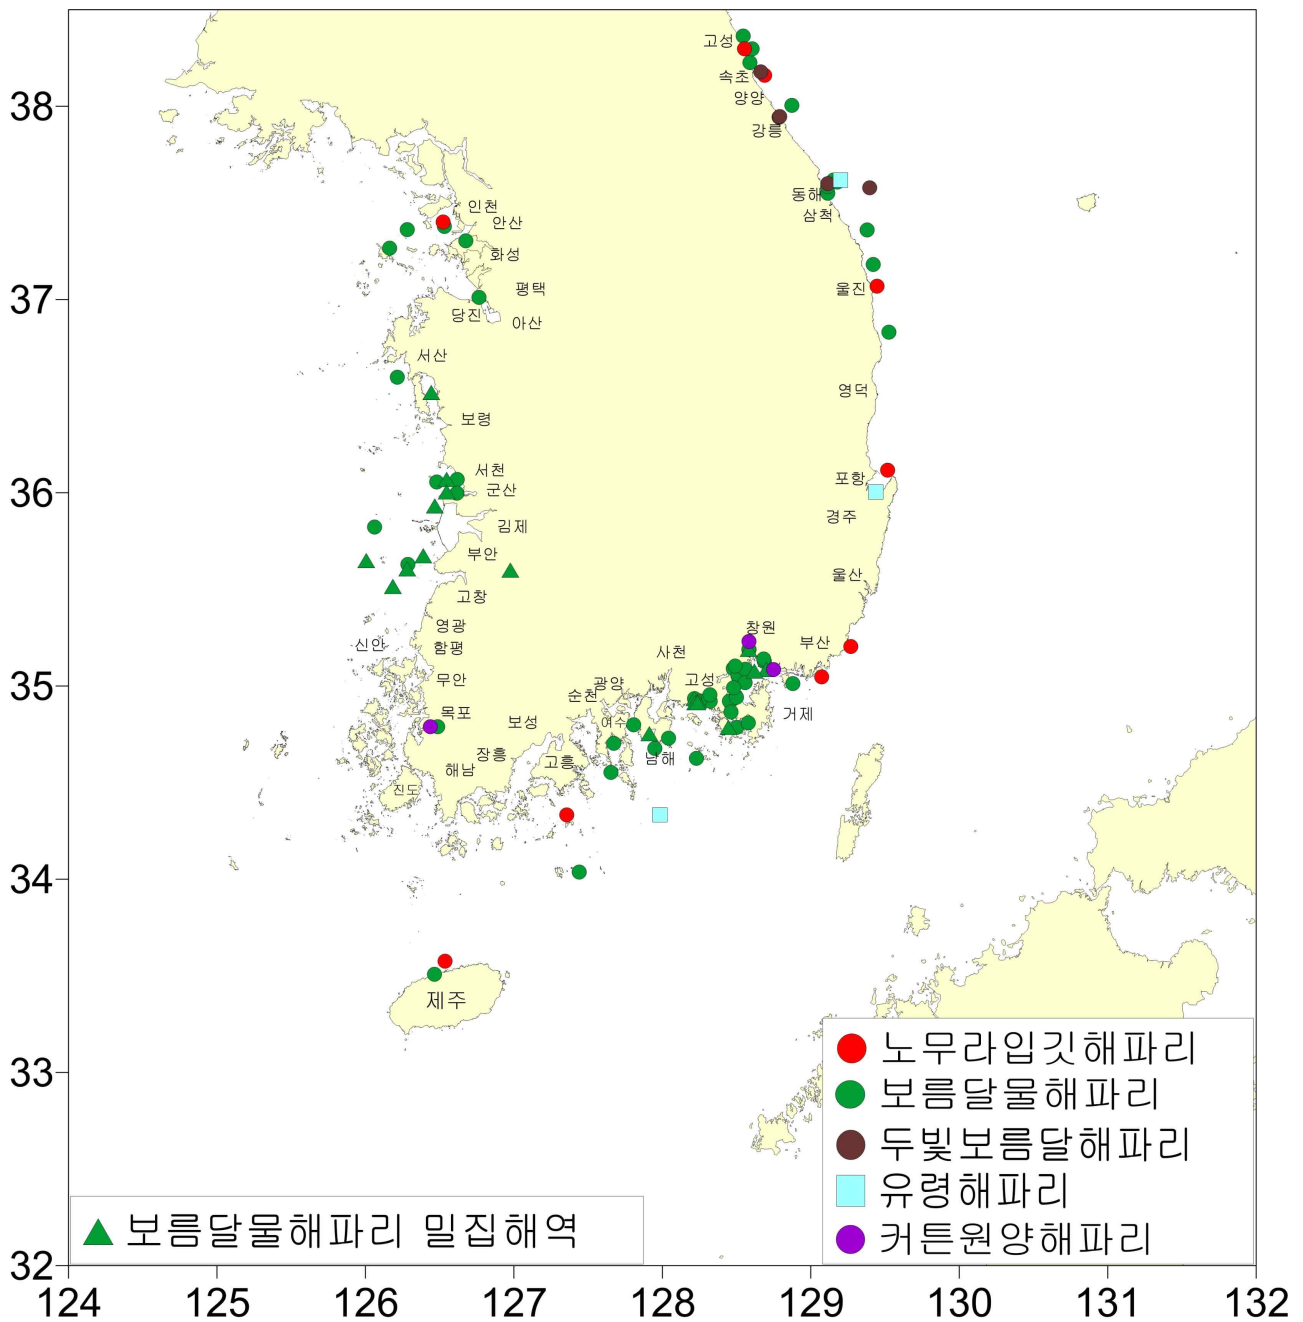 고성
속초
38
양양
강릉
동해
인천
삼척
안산
화성
37
평택
울진
당진
아산
서산
영덕
보령
서천
포항
36
군산
경주
김제
부안
울산
고창
영광
창원
신안
함평
부산
사천
35
무안
광양
고성
순천
목포
보성
여수
거제
장흥
고흥
남해
해남
진도
34
제주
노무라입깃해파리
33
보름달물해파리
두빛보름달해파리
유령해파리
보름달물해파리 밀집해역
커튼원양해파리
32
124 125 126 127 128 129 130 131 132